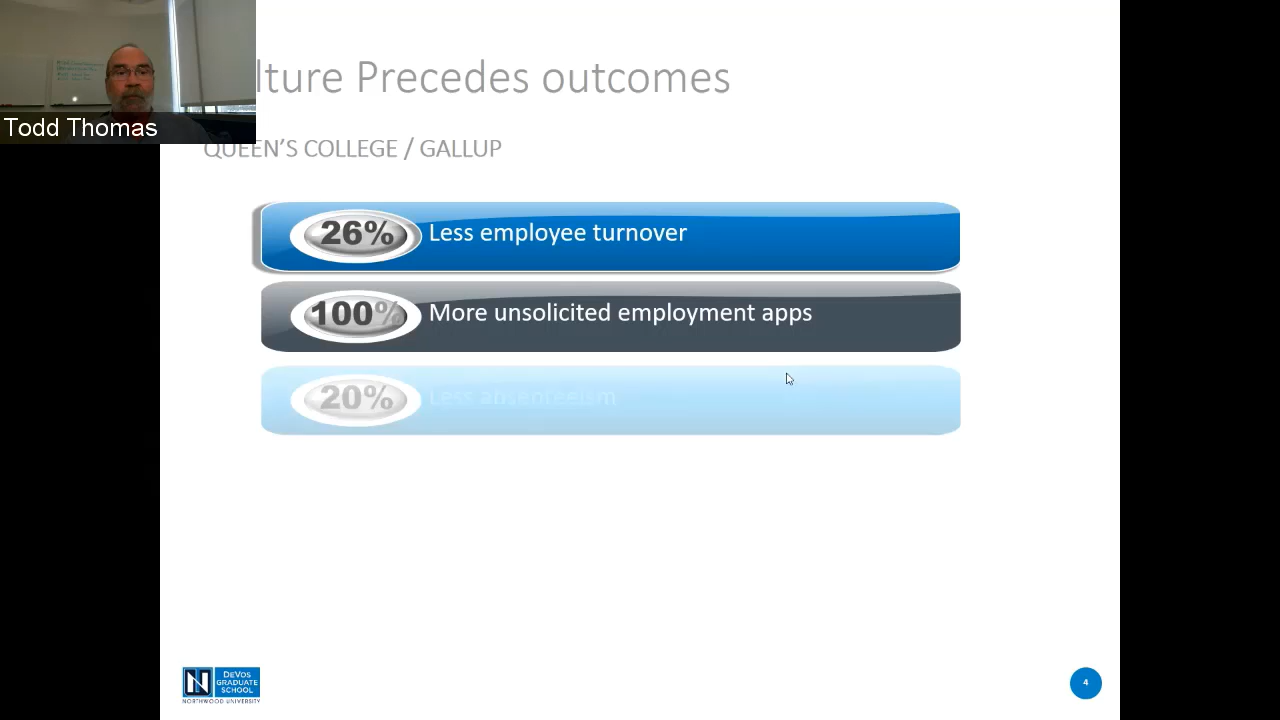 lture Precedes outcomes
Todd Thomas
QUEEN'S COLLEGE / GALLUP
26% Less employee turnover
100% More unsolicited employment apps
20% Less absenteeism
DEVOS
GRADUATE
SCHOOL
NORTHWOOD UNIVERSITY
4